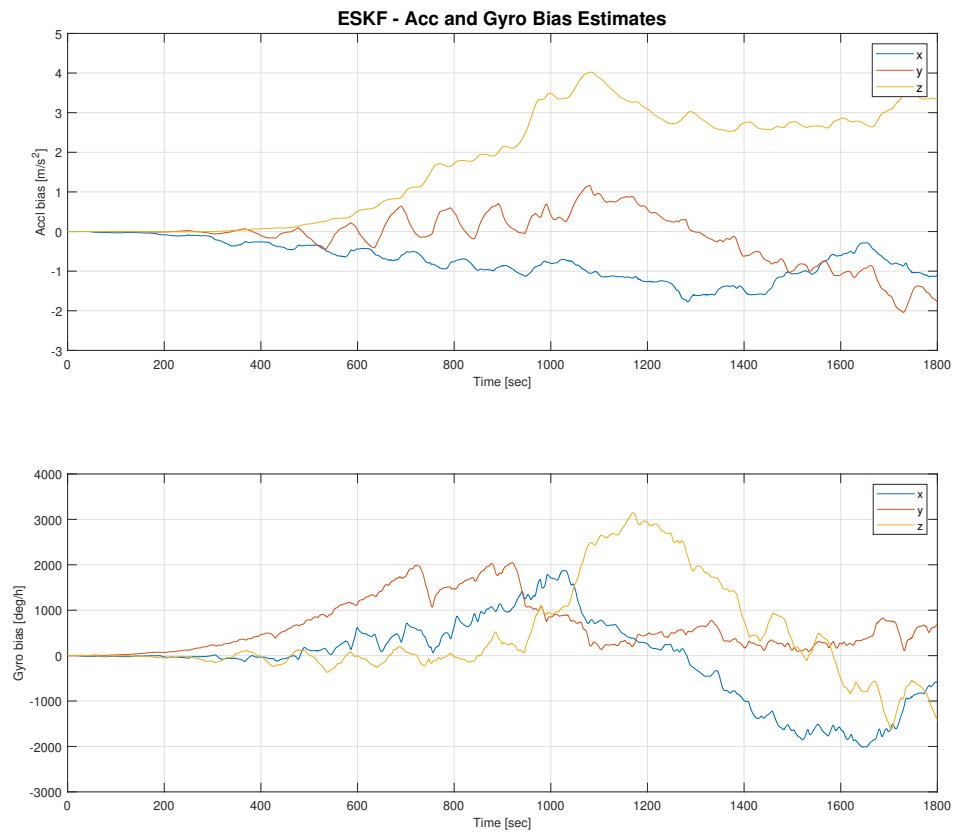 ESKF - Acc and Gyro Bias Estimates
5
4
3
2
1
0
-1
-2
-3
Accl bias [m/s²]
x
y
z
0 200 400 600 800 1000 1200 1400 1600 1800
Time [sec]
4000
3000
2000
1000
0
-1000
-2000
-3000
Gyro bias [deg/h]
x
y
z
0 200 400 600 800 1000 1200 1400 1600 1800
Time [sec]